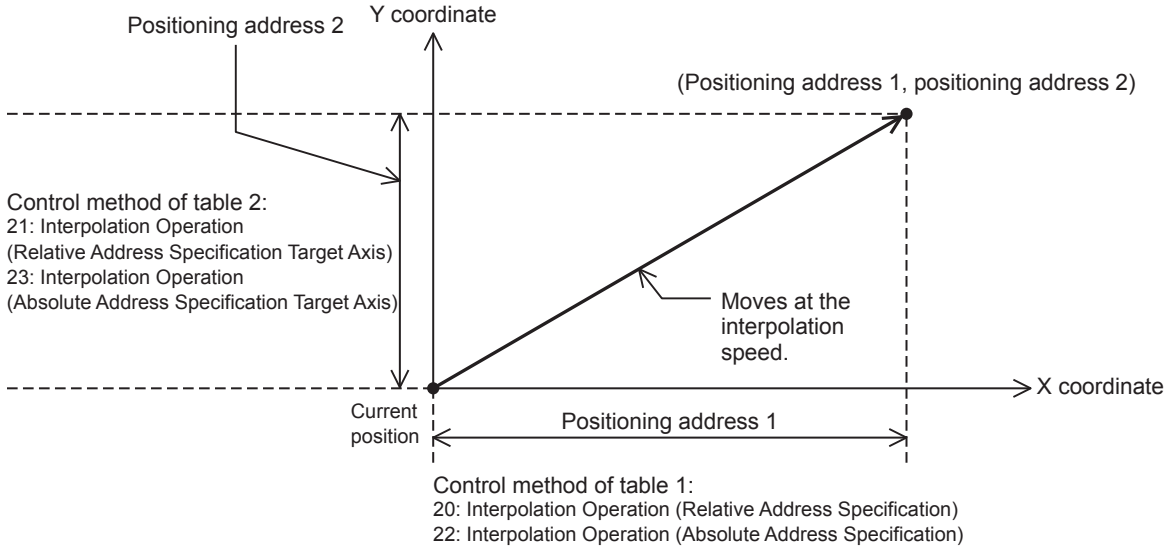 Positioning address 2
Y coordinate
(Positioning address 1, positioning address 2)
Control method of table 2:
21: Interpolation Operation
(Relative Address Specification Target Axis)
23: Interpolation Operation
(Absolute Address Specification Target Axis)
Moves at the
interpolation
speed.
X coordinate
Current
position
Positioning address 1
Control method of table 1:
20: Interpolation Operation (Relative Address Specification)
22: Interpolation Operation (Absolute Address Specification)